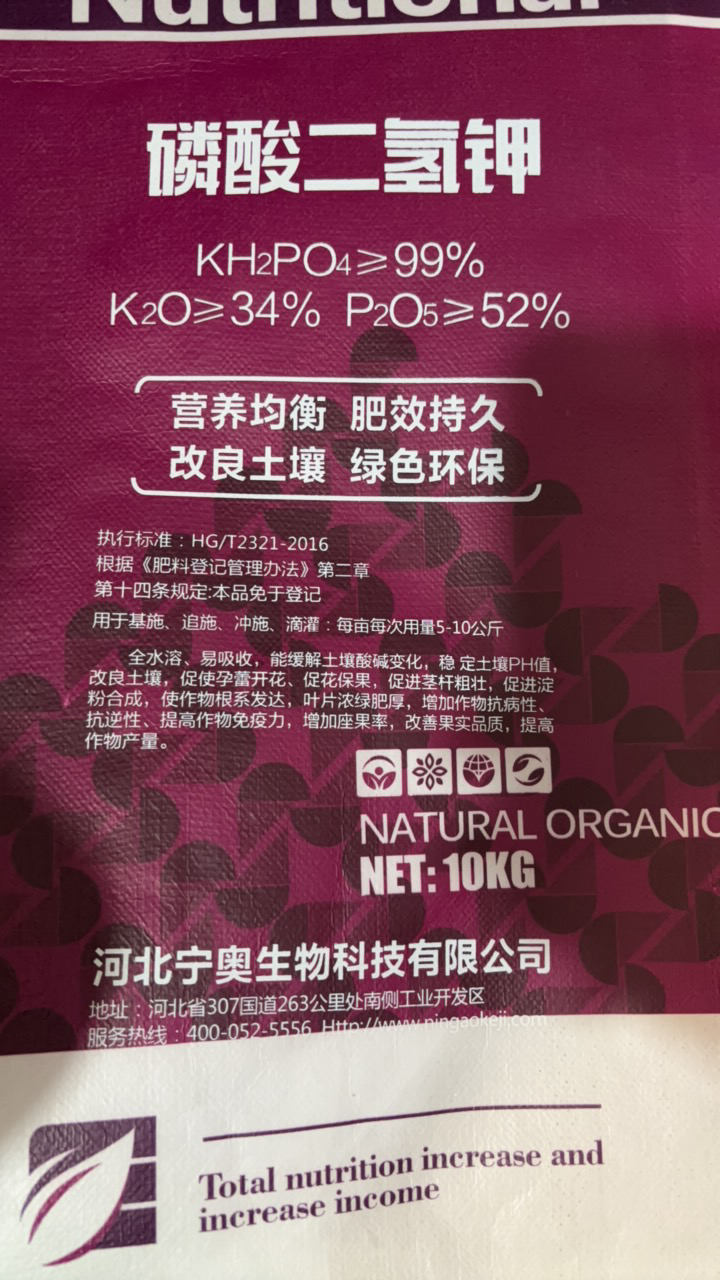 Nutritional
磷酸二氢钾
KH2PO4≥99%
K2O≥34% P2O5≥52%
营养均衡 肥效持久
改良土壤 绿色环保
执行标准：HG/T2321-2016
根据《肥料登记管理办法》第二章
第十四条规定:本品免于登记
用于基施、追施、冲施、滴灌：每亩每次用量5-10公斤
全水溶、易吸收，能缓解土壤酸碱变化，稳 定土壤PH值，
改良土壤，促使孕蕾开花、促花保果，促进茎杆粗壮，促进淀
粉合成，使作物根系发达，叶片浓绿肥厚，增加作物抗病性、
抗逆性、提高作物免疫力，增加座果率，改善果实品质，提高
作物产量。
NATURAL ORGANIC
NET: 10KG
河北宁奥生物科技有限公司
地址：河北省307国道263公里处南侧工业开发区
服务热线：400-052-5556 Http://www.ningaokeji.com
Total nutrition increase and
increase income